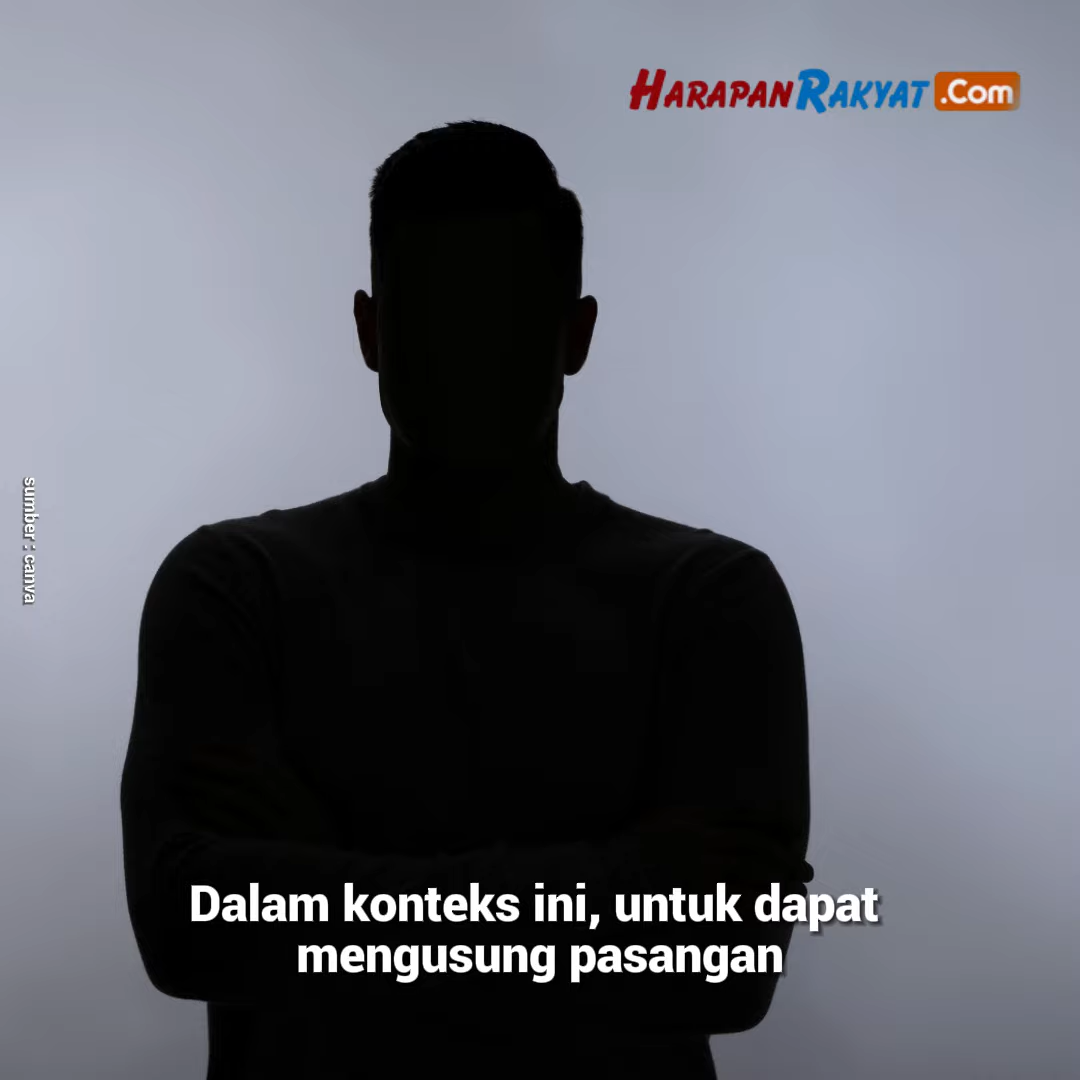 HARAPANRAKYAT.Com
sumber : canva
Dalam konteks ini, untuk dapat
mengusung pasangan